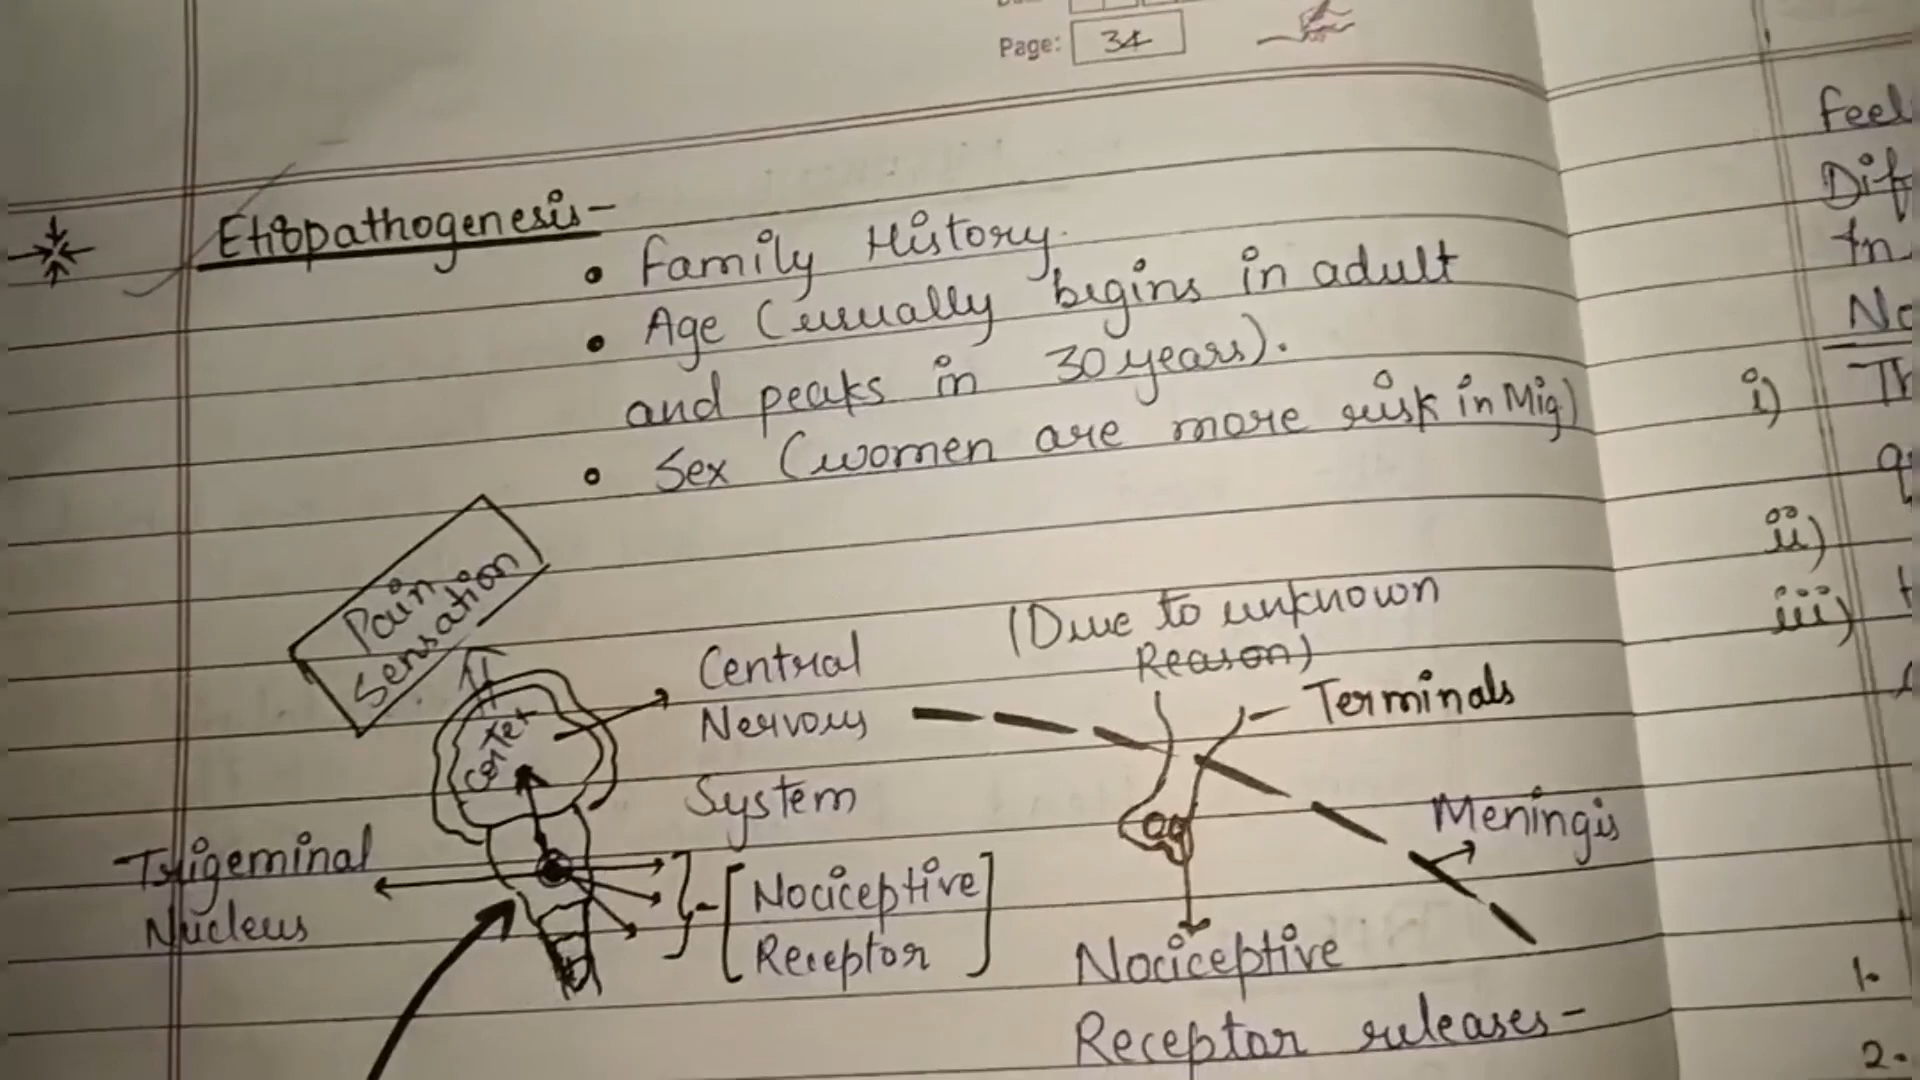 Page: 34
Etiopathogenesis-
• Family History.
• Age (usually begins in adult
and peaks in 30 years).
• Sex (women are more risk in Mig)
Pain
Sensation
cortex
Central
Nervous
System
Trigeminal
Nucleus
[Nociceptive
Receptor]
(Due to unknown
Reason)
Terminals
Meningis
Nociceptive
Receptor releases-
Feel
i)
ii)
iii)
1.
2.